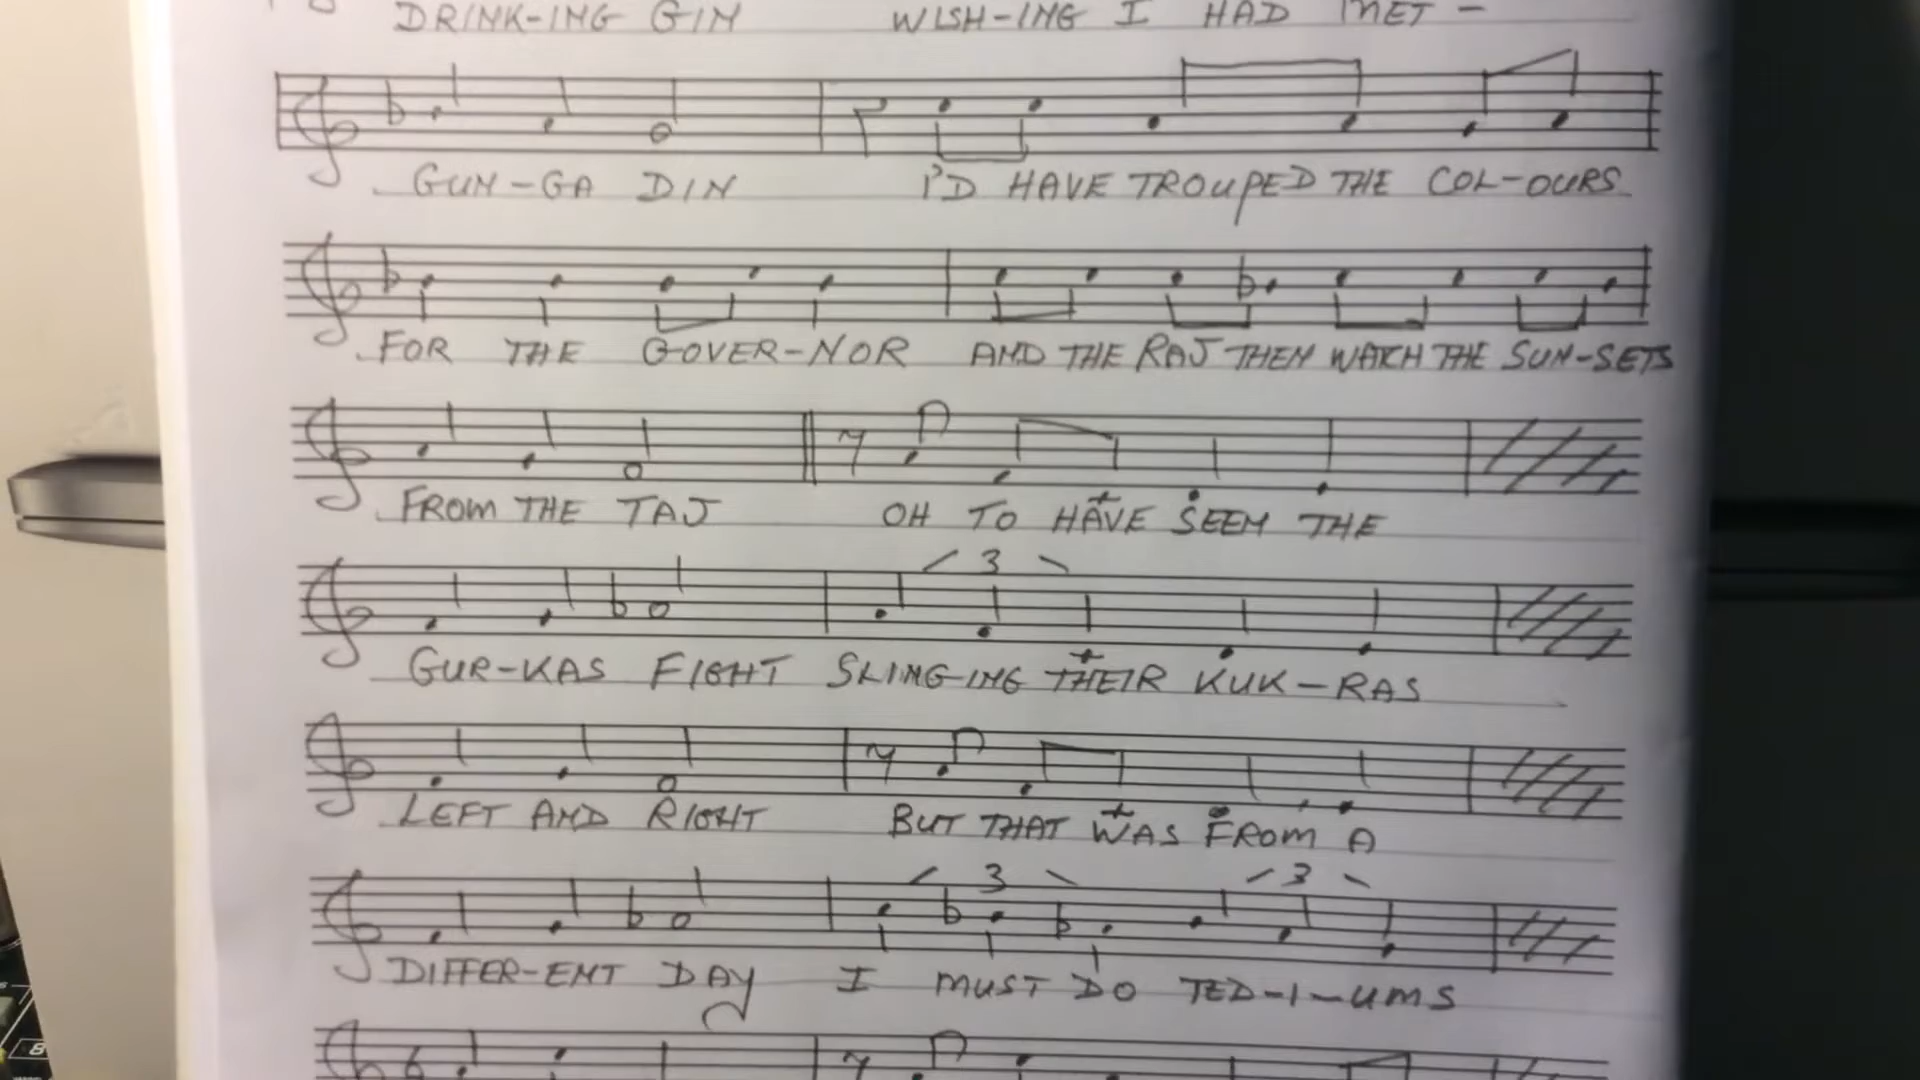 DRINK-ING GIN WISH-ING I HAD MET -
GUN-GA DIN I'D HAVE TROUPED THE COL-OURS
FOR THE GOVER-NOR AND THE RAJ THEN WATCH THE SUN-SETS
FROM THE TAJ OH TO HAVE SEEN THE
3
GUR-KAS FIGHT SLING-ING THEIR KUK-RAS
LEFT AND RIGHT BUT THAT WAS FROM A
3 3
DIFFER-ENT DAY I MUST DO TED-I-UMS
8